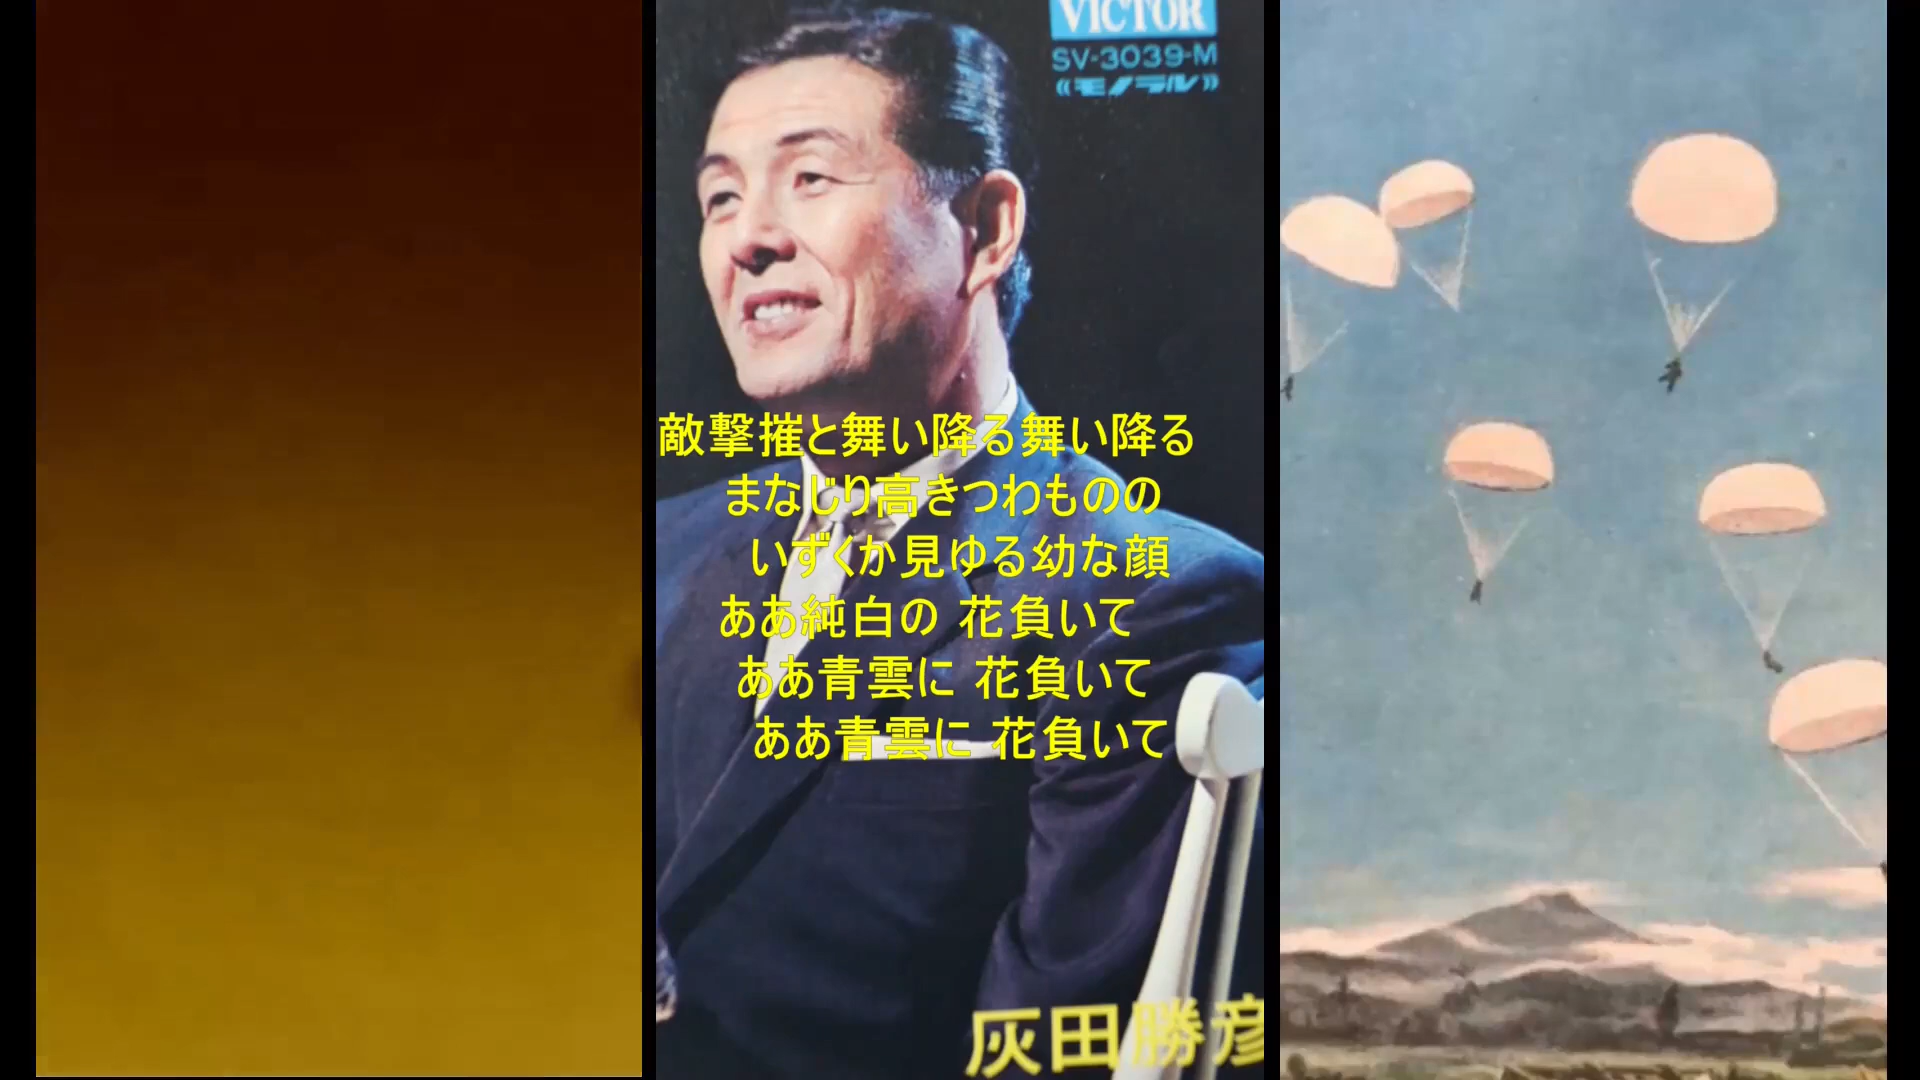 VICTOR
SV-3039-M
《モノラル》
敵撃摧と舞い降る舞い降る
まなじり高きつわものの
いずくか見ゆる幼な顔
ああ純白の 花負いて
ああ青雲に 花負いて
ああ青雲に 花負いて
灰田勝彦